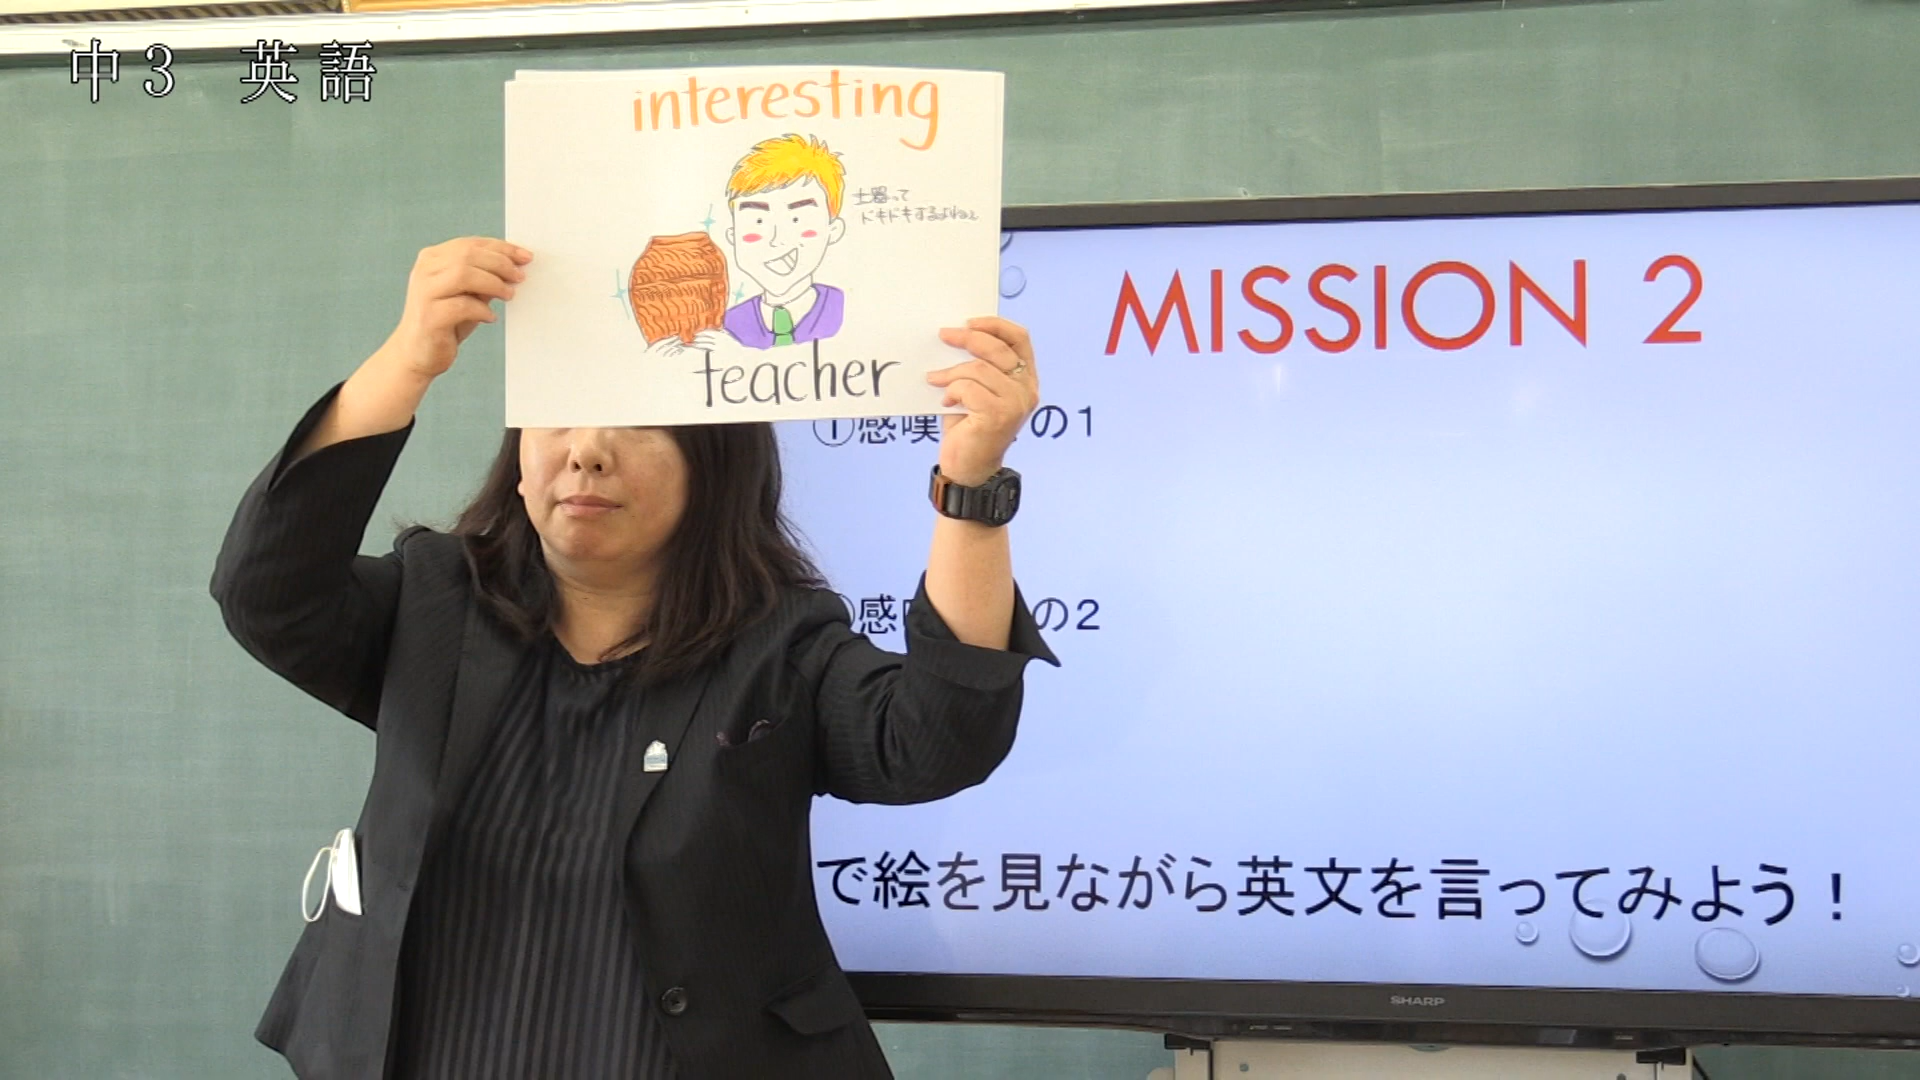 中3 英語
interesting
土器って
ドキドキするよねぇ
teacher
MISSION 2
①感嘆 の1
感 の2
で絵を見ながら英文を言ってみよう！
SHARP